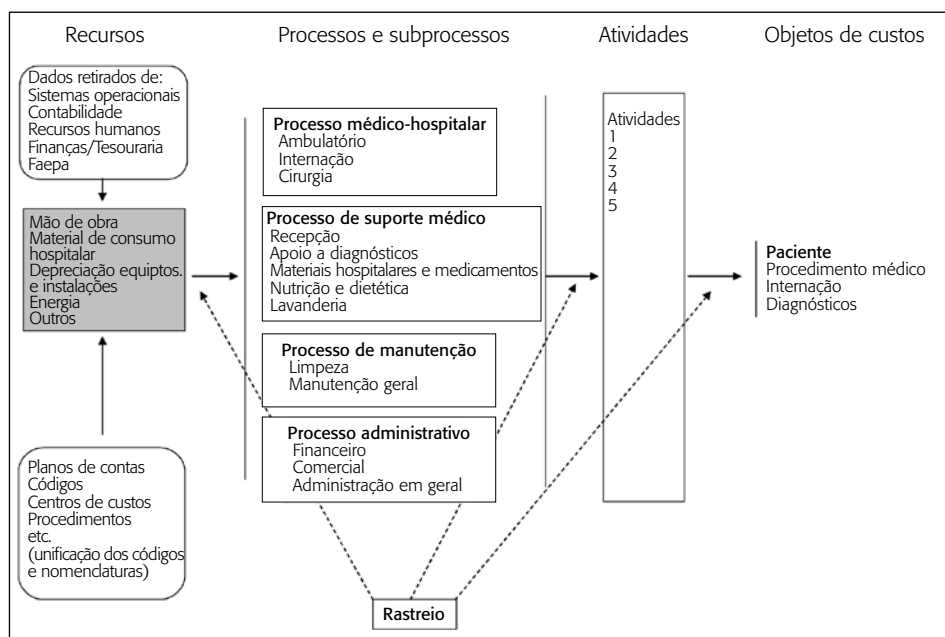 Recursos
Processos e subprocessos
Atividades
Objetos de custos
Dados retirados de:
Sistemas operacionais
Contabilidade
Recursos humanos
Finanças/Tesouraria
Faepa
Mão de obra
Material de consumo
hospitalar
Depreciação equiptos.
e instalações
Energia
Outros
Planos de contas
Códigos
Centros de custos
Procedimentos
etc.
(unificação dos códigos
e nomenclaturas)
Processo médico-hospitalar
Ambulatório
Internação
Cirurgia
Processo de suporte médico
Recepção
Apoio a diagnósticos
Materiais hospitalares e medicamentos
Nutrição e dietética
Lavanderia
Processo de manutenção
Limpeza
Manutenção geral
Processo administrativo
Financeiro
Comercial
Administração em geral
Atividades
1
2
3
4
5
Paciente
Procedimento médico
Internação
Diagnósticos
Rastreio